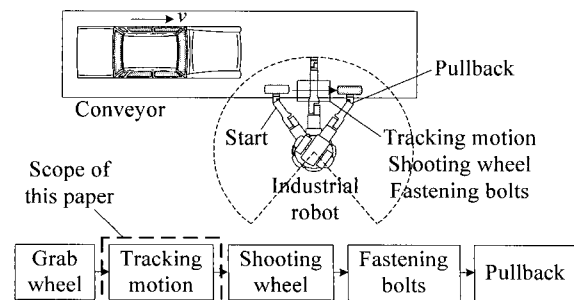 v
Conveyor
Pullback
Start
Tracking motion
Shooting wheel
Fastening bolts
Industrial
robot
Scope of
this paper
Grab
wheel
Tracking
motion
Shooting
wheel
Fastening
bolts
Pullback